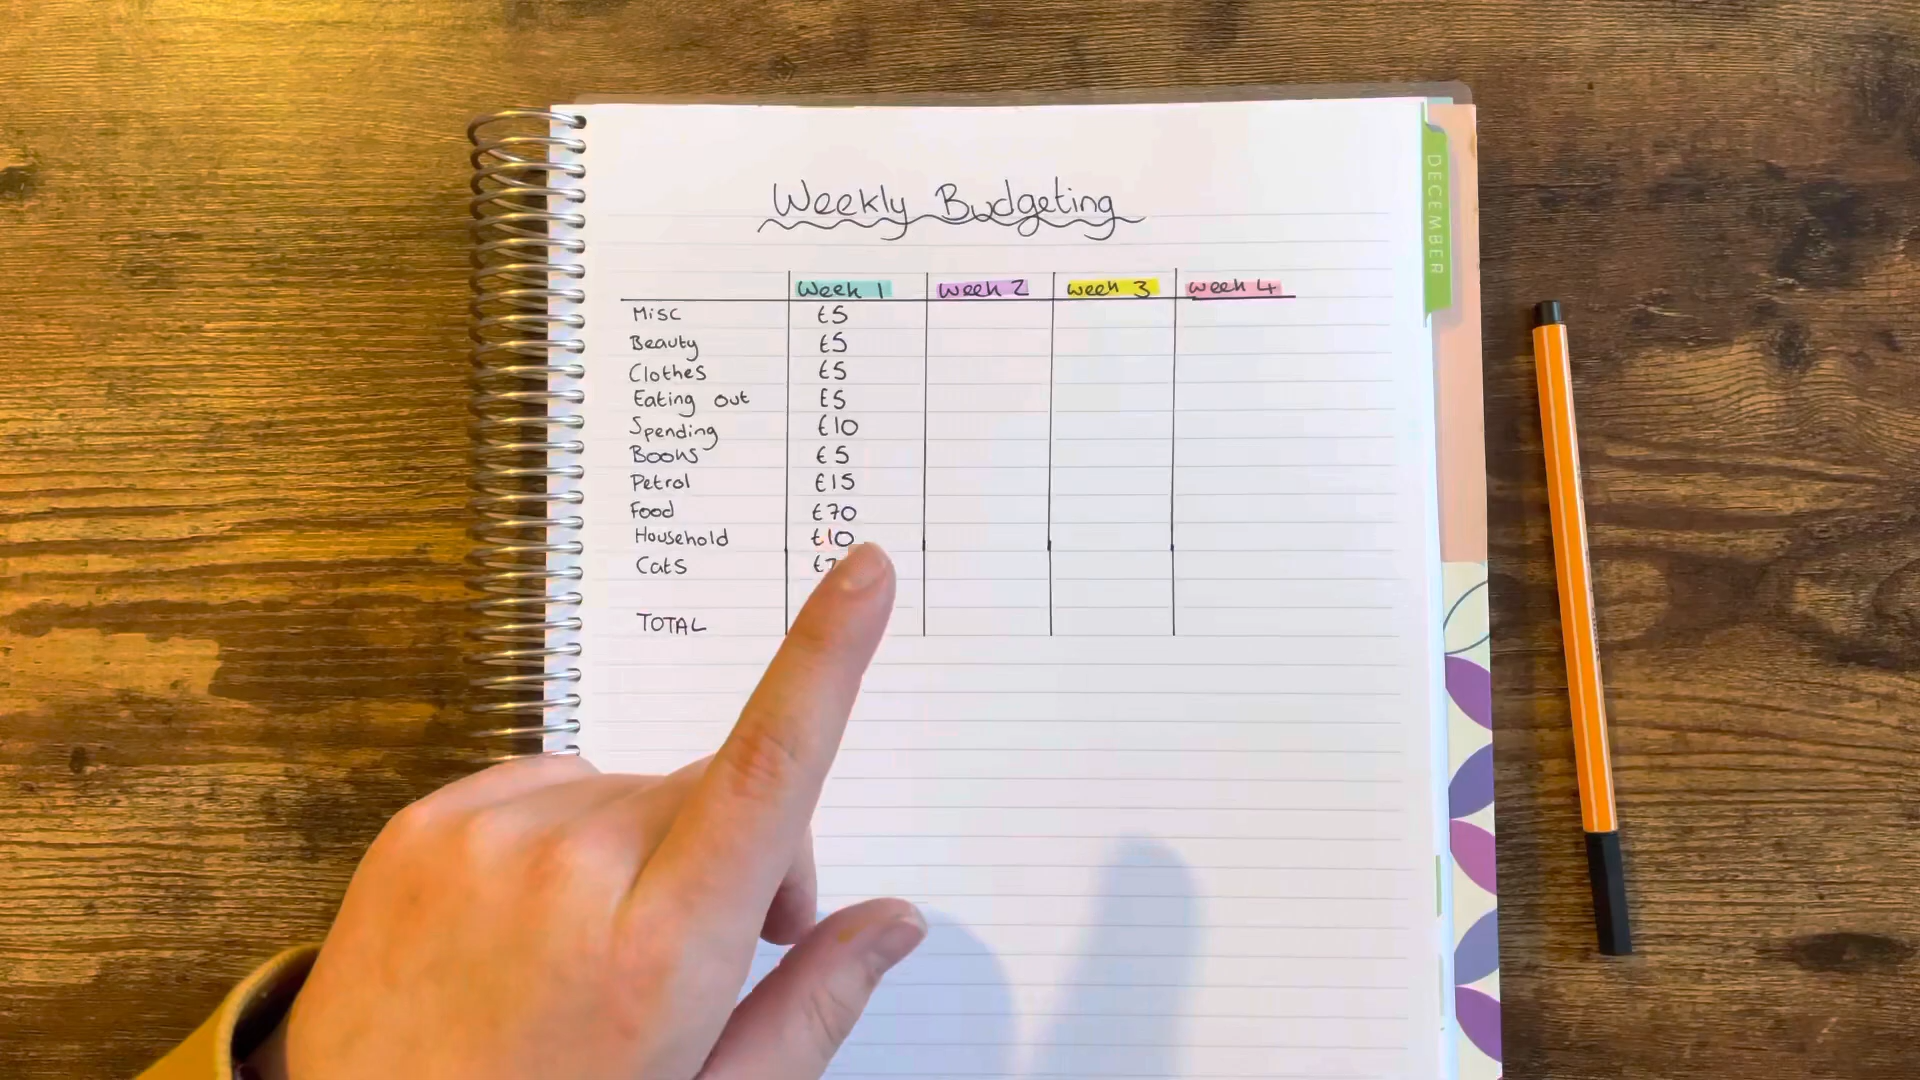 DECEMBER
Weekly Budgeting
Week 1 Week 2 Week 3 Week 4
Misc £5
Beauty £5
Clothes £5
Eating out £5
Spending £10
Books £5
Petrol £15
Food £70
Household £10
Cats
TOTAL